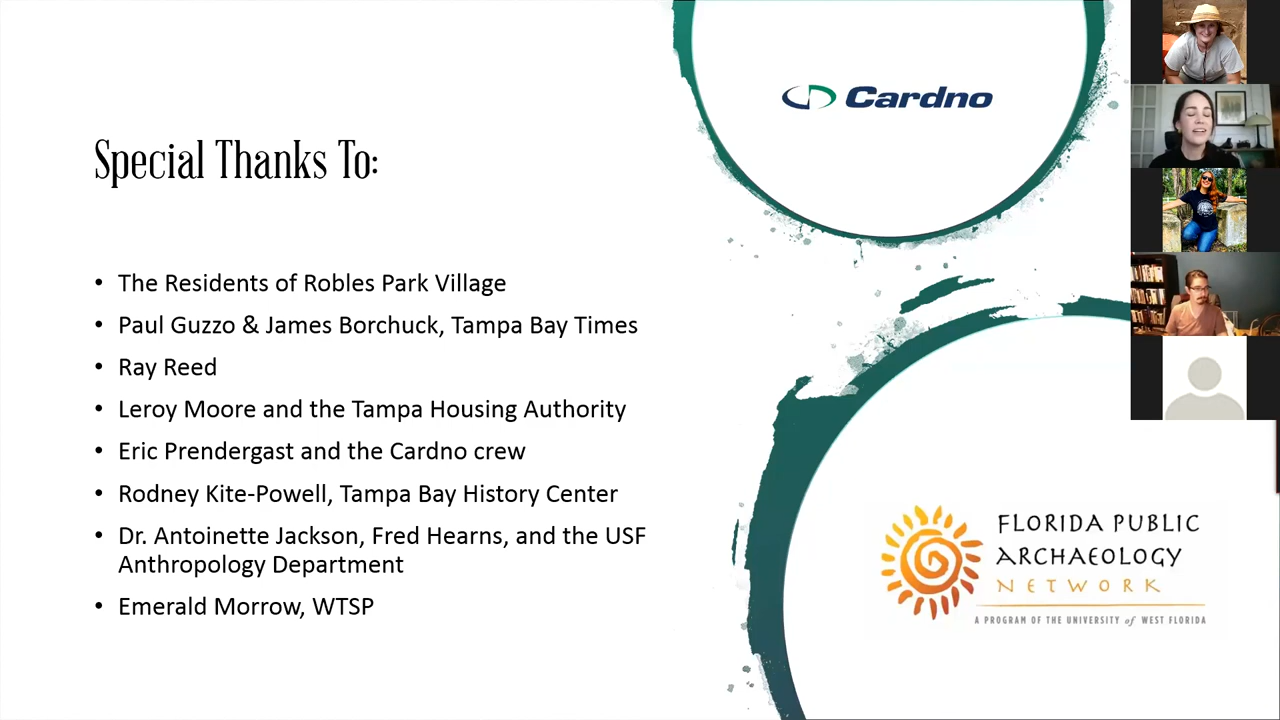 Cardno
Special Thanks To:
• The Residents of Robles Park Village
• Paul Guzzo & James Borchuck, Tampa Bay Times
• Ray Reed
• Leroy Moore and the Tampa Housing Authority
• Eric Prendergast and the Cardno crew
• Rodney Kite-Powell, Tampa Bay History Center
• Dr. Antoinette Jackson, Fred Hearns, and the USF
Anthropology Department
• Emerald Morrow, WTSP
FLORIDA PUBLIC
ARCHAEOLOGY
NETWORK
A PROGRAM OF THE UNIVERSITY of WEST FLORIDA